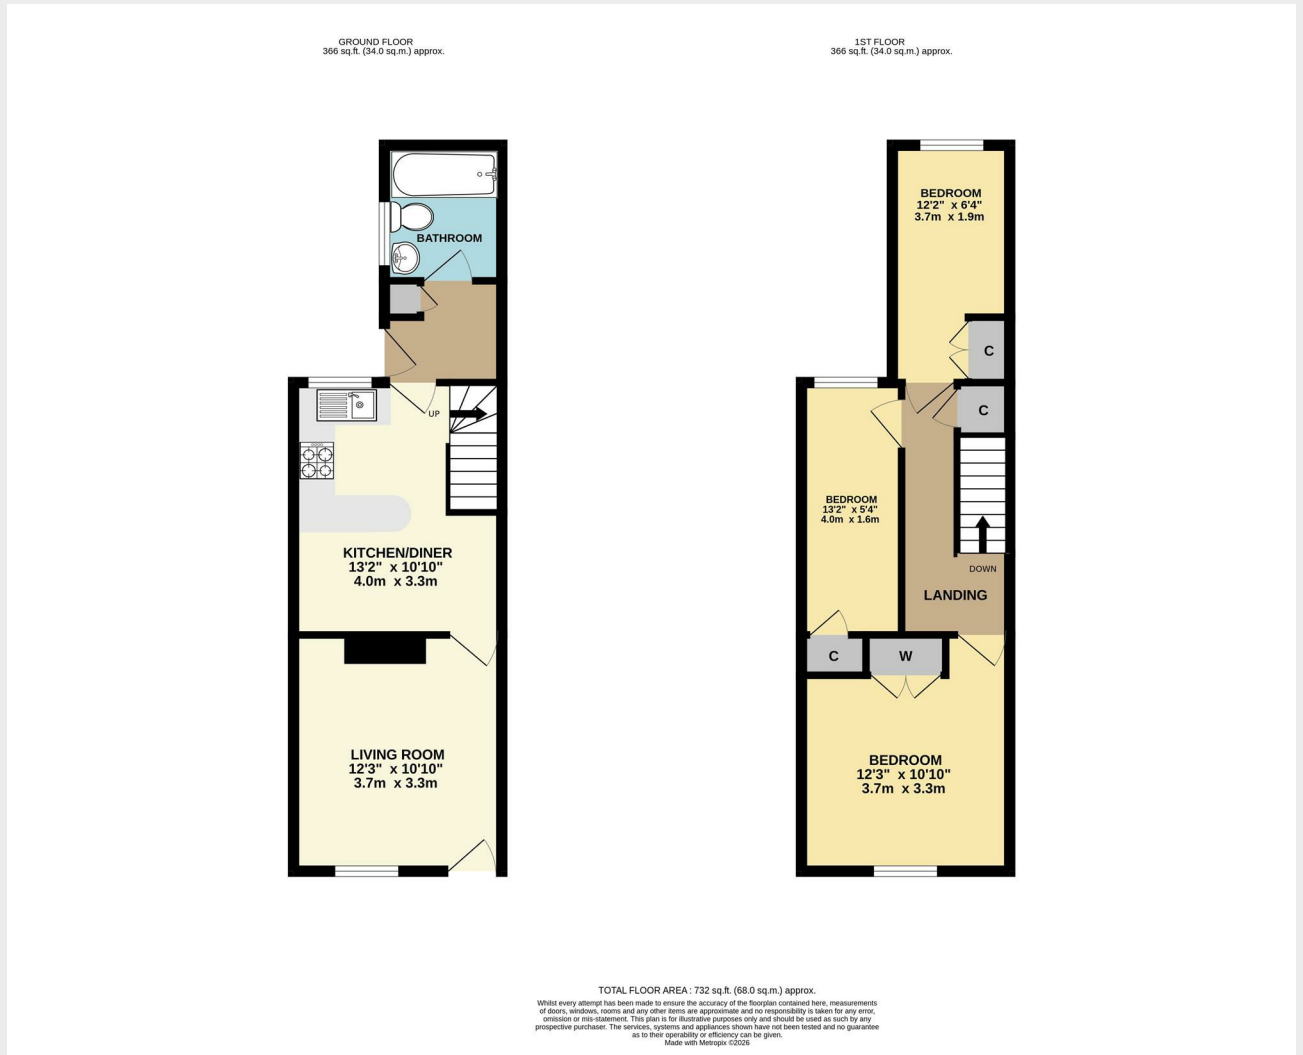 GROUND FLOOR
366 sq.ft. (34.0 sq.m.) approx.
BATHROOM
UP
KITCHEN/DINER
13'2" x 10'10"
4.0m x 3.3m
LIVING ROOM
12'3" x 10'10"
3.7m x 3.3m
1ST FLOOR
366 sq.ft. (34.0 sq.m.) approx.
BEDROOM
12'2" x 6'4"
3.7m x 1.9m
C
C
BEDROOM
13'2" x 5'4"
4.0m x 1.6m
DOWN
LANDING
C
W
BEDROOM
12'3" x 10'10"
3.7m x 3.3m
TOTAL FLOOR AREA : 732 sq.ft. (68.0 sq.m.) approx.
Whilst every attempt has been made to ensure the accuracy of the floorplan contained here, measurements
of doors, windows, rooms and any other items are approximate and no responsibility is taken for any error,
omission or mis-statement. This plan is for illustrative purposes only and should be used as such by any
prospective purchaser. The services, systems and appliances shown have not been tested and no guarantee
as to their operability or efficiency can be given.
Made with Metropix ©2026